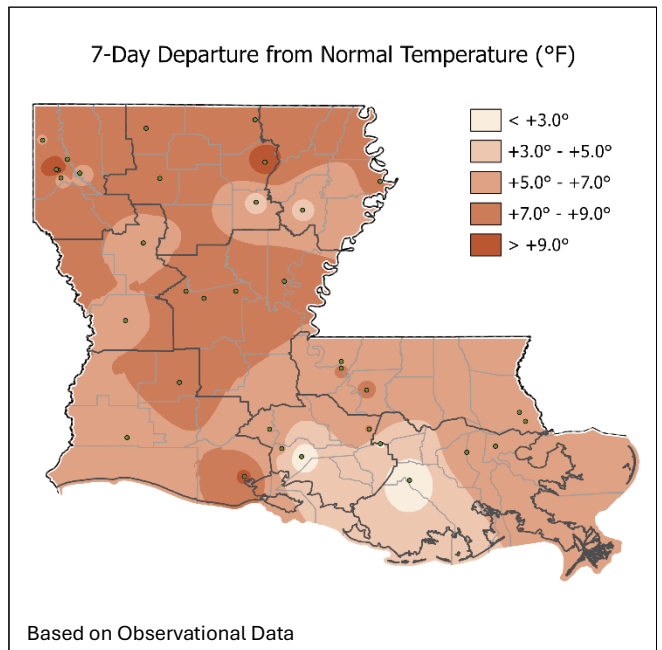 7-Day Departure from Normal Temperature (°F)
< +3.0°
+3.0° - +5.0°
+5.0° - +7.0°
+7.0° - +9.0°
> +9.0°
Based on Observational Data